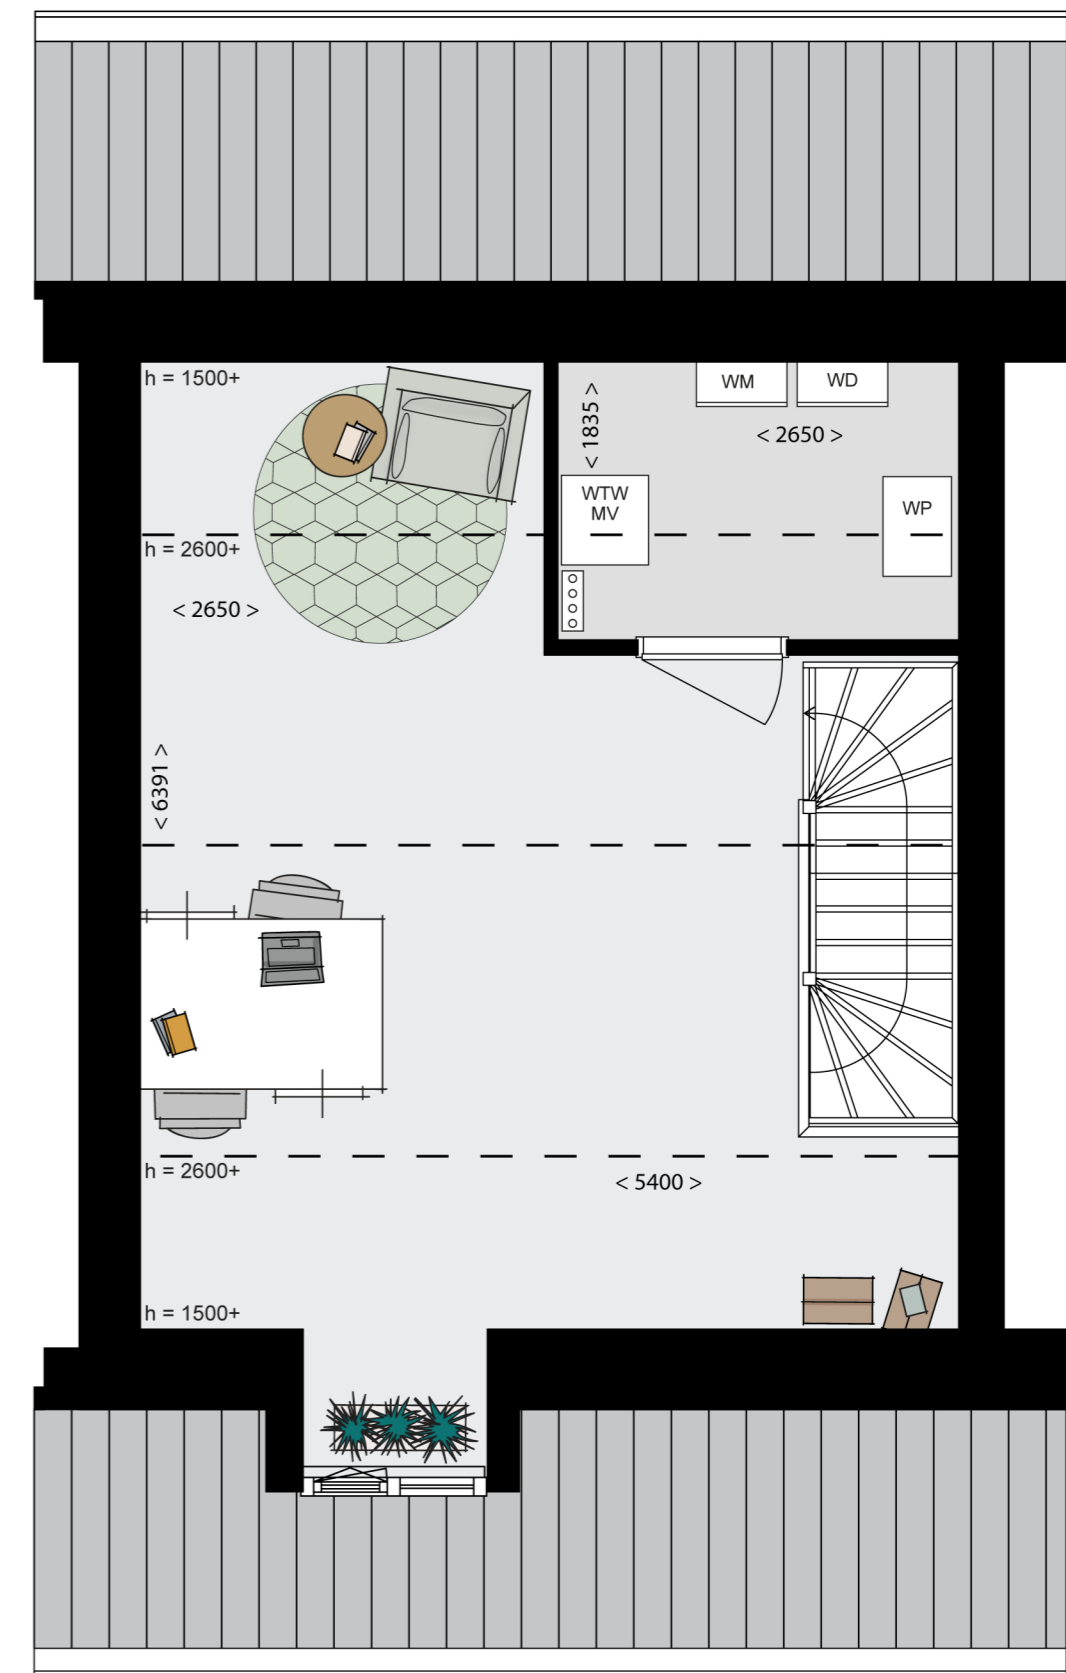 h = 1500+
WM
WD
< 1835 >
< 2650 >
WTW
MV
WP
h = 2600+
< 2650 >
< 6391 >
h = 2600+
< 5400 >
h = 1500+